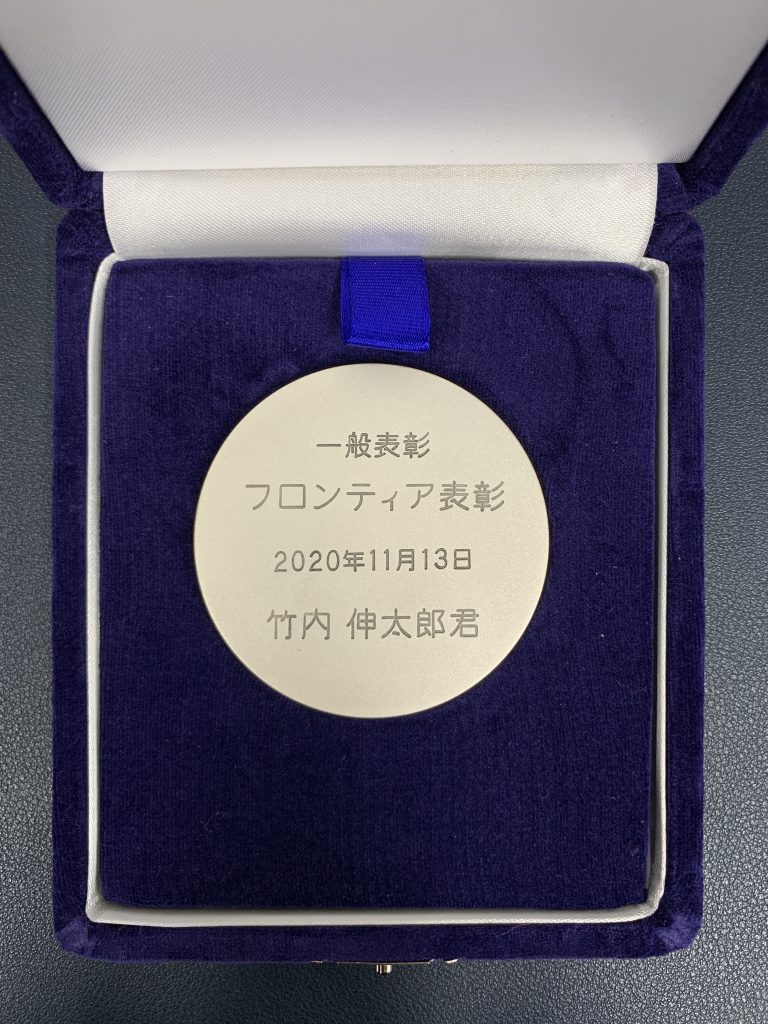 一般表彰
フロンティア表彰
2020年11月13日
竹内 伸太郎君